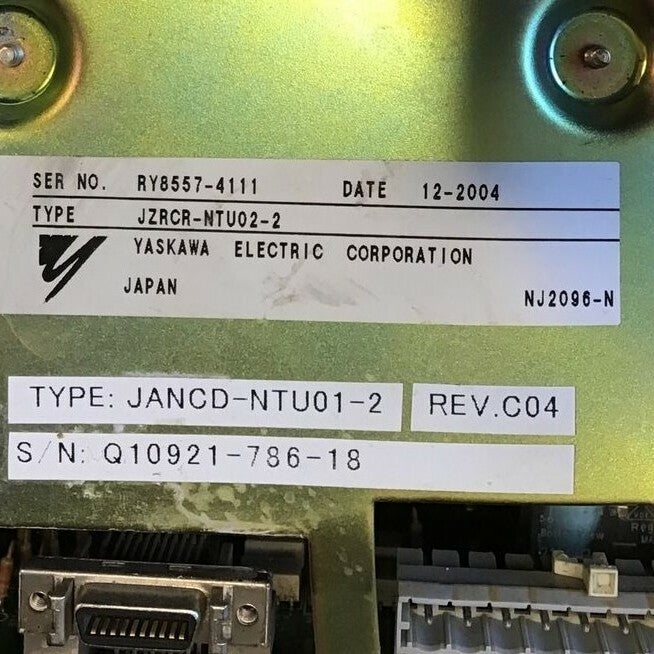 SER NO. RY8557-4111 DATE 12-2004
TYPE JZRCR-NTU02-2
YASKAWA ELECTRIC CORPORATION
JAPAN NJ2096-N
TYPE: JANCD-NTU01-2 REV.C04
S/N: Q10921-786-18